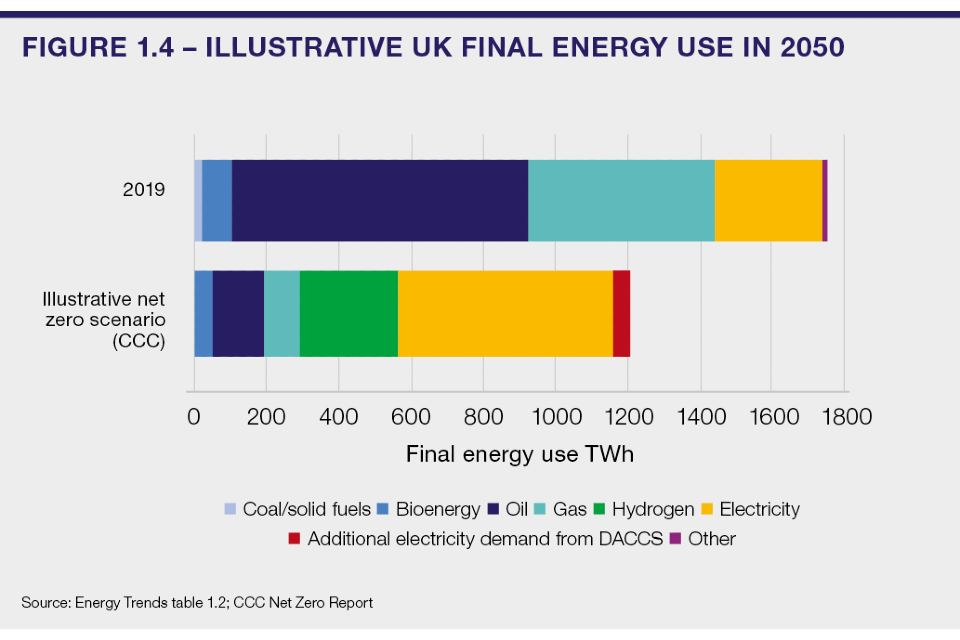 FIGURE 1.4 – ILLUSTRATIVE UK FINAL ENERGY USE IN 2050
2019
Illustrative net
zero scenario
(CCC)
0 200 400 600 800 1000 1200 1400 1600 1800
Final energy use TWh
Coal/solid fuels Bioenergy Oil Gas Hydrogen Electricity
Additional electricity demand from DACCS Other
Source: Energy Trends table 1.2; CCC Net Zero Report